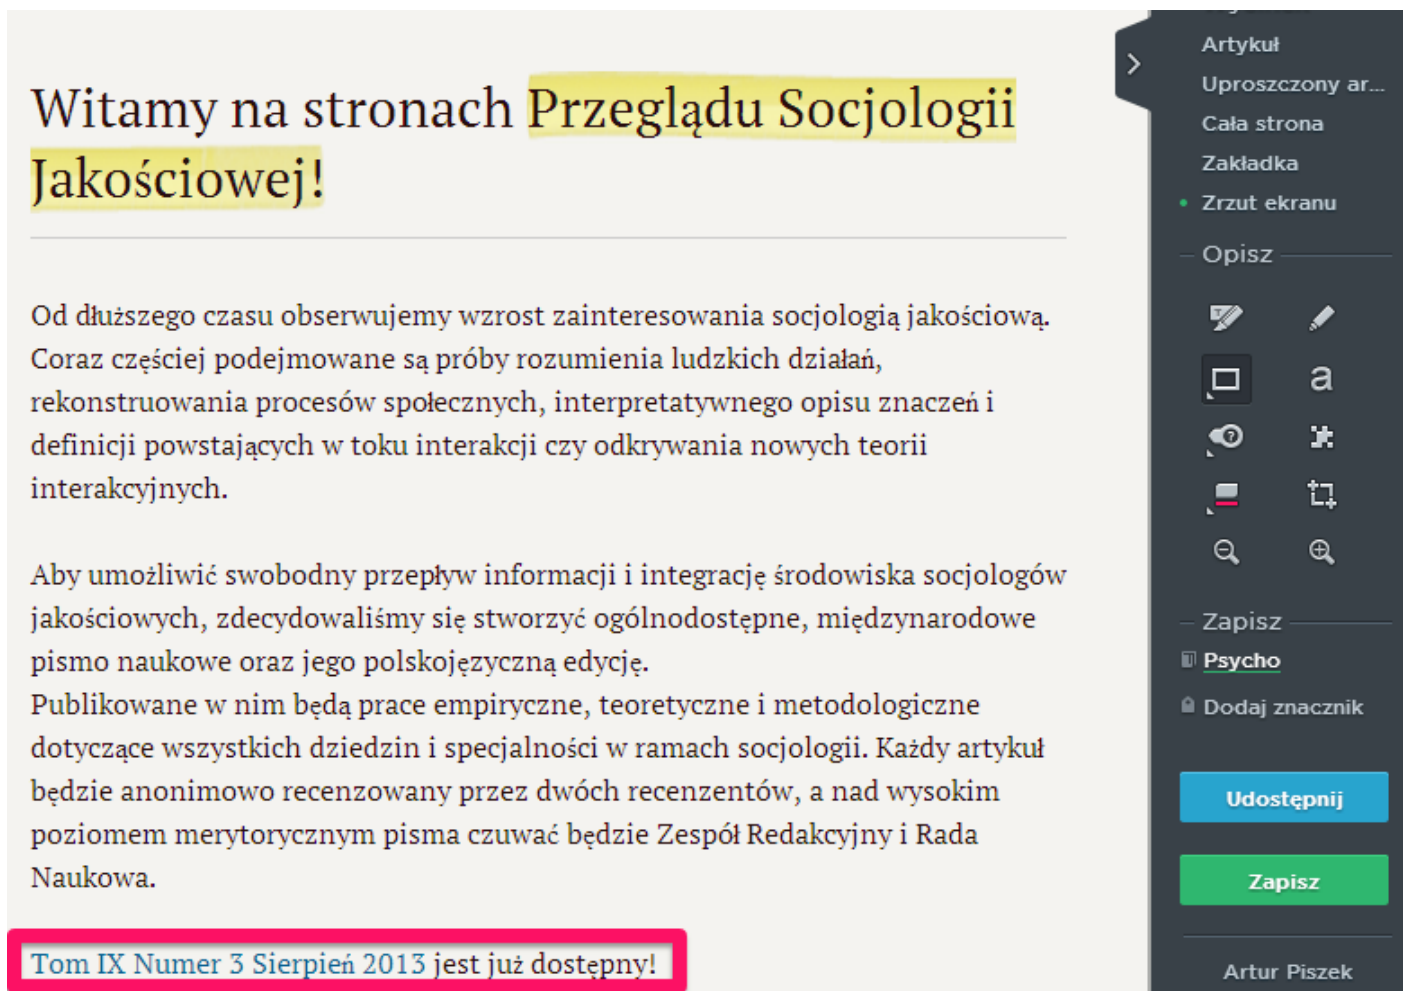 Witamy na stronach Przeglądu Socjologii
Jakościowej!
Od dłuższego czasu obserwujemy wzrost zainteresowania socjologią jakościową.
Coraz częściej podejmowane są próby rozumienia ludzkich działań,
rekonstruowania procesów społecznych, interpretatywnego opisu znaczeń i
definicji powstających w toku interakcji czy odkrywania nowych teorii
interakcyjnych.
Aby umożliwić swobodny przepływ informacji i integrację środowiska socjologów
jakościowych, zdecydowaliśmy się stworzyć ogólnodostępne, międzynarodowe
pismo naukowe oraz jego polskojęzyczną edycję.
Publikowane w nim będą prace empiryczne, teoretyczne i metodologiczne
dotyczące wszystkich dziedzin i specjalności w ramach socjologii. Każdy artykuł
będzie anonimowo recenzowany przez dwóch recenzentów, a nad wysokim
poziomem merytorycznym pisma czuwać będzie Zespół Redakcyjny i Rada
Naukowa.
Tom IX Numer 3 Sierpień 2013 jest już dostępny!
Artykuł
Uproszczony ar...
Cała strona
Zakładka
Zrzut ekranu
Opisz
a
Zapisz
Psycho
Dodaj znacznik
Udostępnij
Zapisz
Artur Piszek